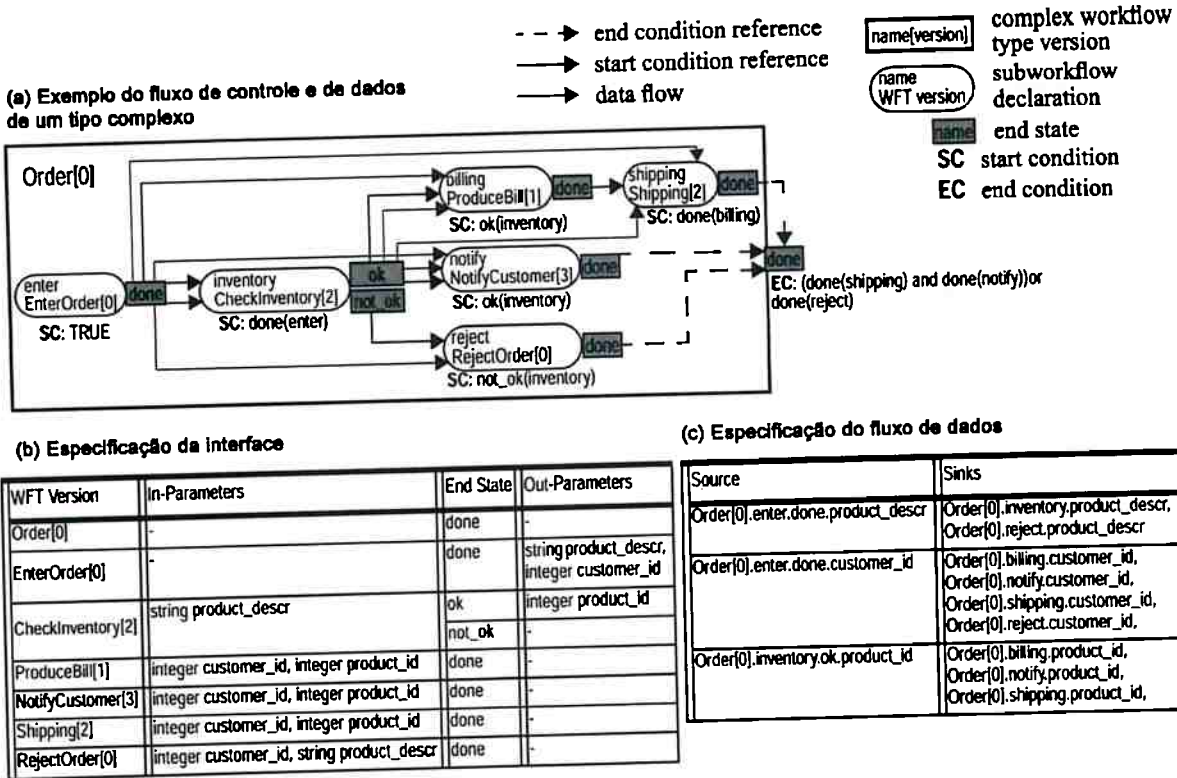 end condition reference
start condition reference
data flow
name[version]
complex workflow
type version
name
WFT version
subworkflow
declaration
name
end state
SC start condition
EC end condition
(a) Exemplo do fluxo de controle e de dados
de um tipo complexo
Order[0]
billing
ProduceBill[1]
done
SC: ok(inventory)
shipping
Shipping[2]
done
SC: done(billing)
enter
EnterOrder[0]
done
SC: TRUE
inventory
CheckInventory[2]
ok
not_ok
SC: done(enter)
notify
NotifyCustomer[3]
done
SC: ok(inventory)
reject
RejectOrder[0]
done
SC: not_ok(inventory)
done
EC: (done(shipping) and done(notify))or
done(reject)
(b) Especificação da interface
WFT Version In-Parameters End State Out-Parameters
Order[0] - done -
EnterOrder[0] - done string product_descr,
integer customer_id
CheckInventory[2] string product_descr ok integer product_id
not_ok -
ProduceBill[1] integer customer_id, integer product_id done -
NotifyCustomer[3] integer customer_id, integer product_id done -
Shipping[2] integer customer_id, integer product_id done -
RejectOrder[0] integer customer_id, string product_descr done -
(c) Especificação do fluxo de dados
Source Sinks
Order[0].enter.done.product_descr Order[0].inventory.product_descr,
Order[0].reject.product_descr
Order[0].enter.done.customer_id Order[0].billing.customer_id,
Order[0].notify.customer_id,
Order[0].shipping.customer_id,
Order[0].reject.customer_id,
Order[0].inventory.ok.product_id Order[0].billing.product_id,
Order[0].notify.product_id,
Order[0].shipping.product_id,